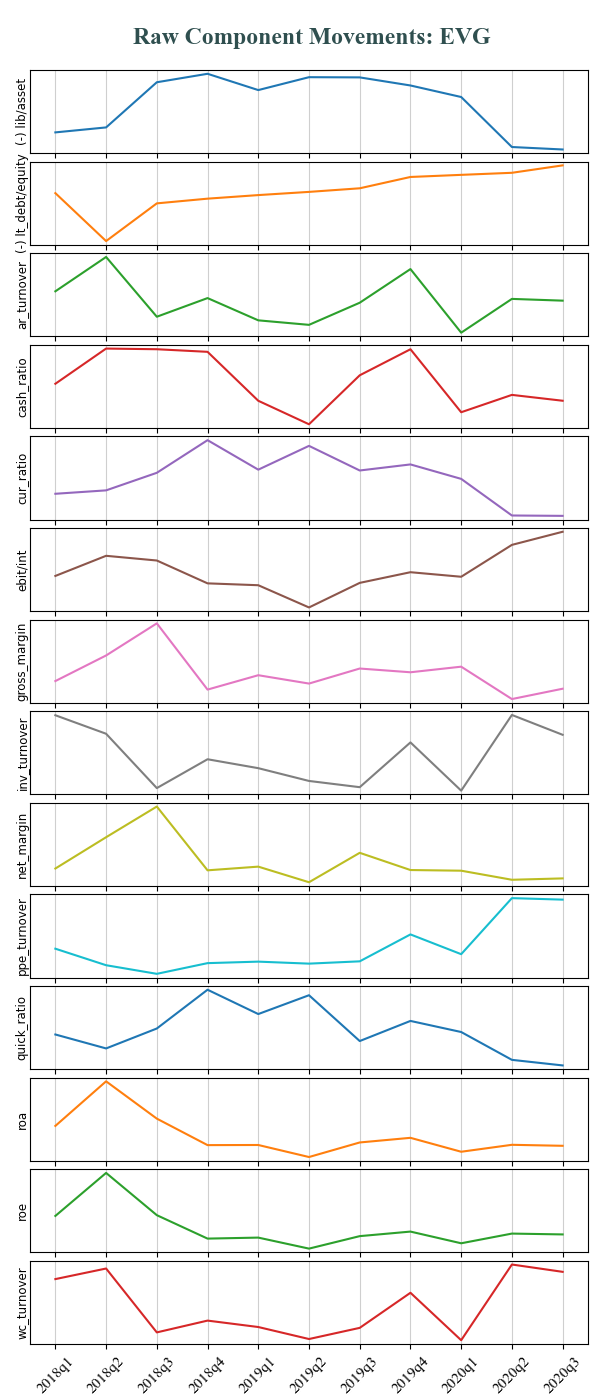 Raw Component Movements: EVG
(-) lib/asset
(-) lt_debt/equity
ar_turnover
cash_ratio
cur_ratio
ebit/int
gross_margin
inv_turnover
net_margin
ppe_turnover
quick_ratio
roa
roe
wc_turnover
2018q1 2018q2 2018q3 2018q4 2019q1 2019q2 2019q3 2019q4 2020q1 2020q2 2020q3